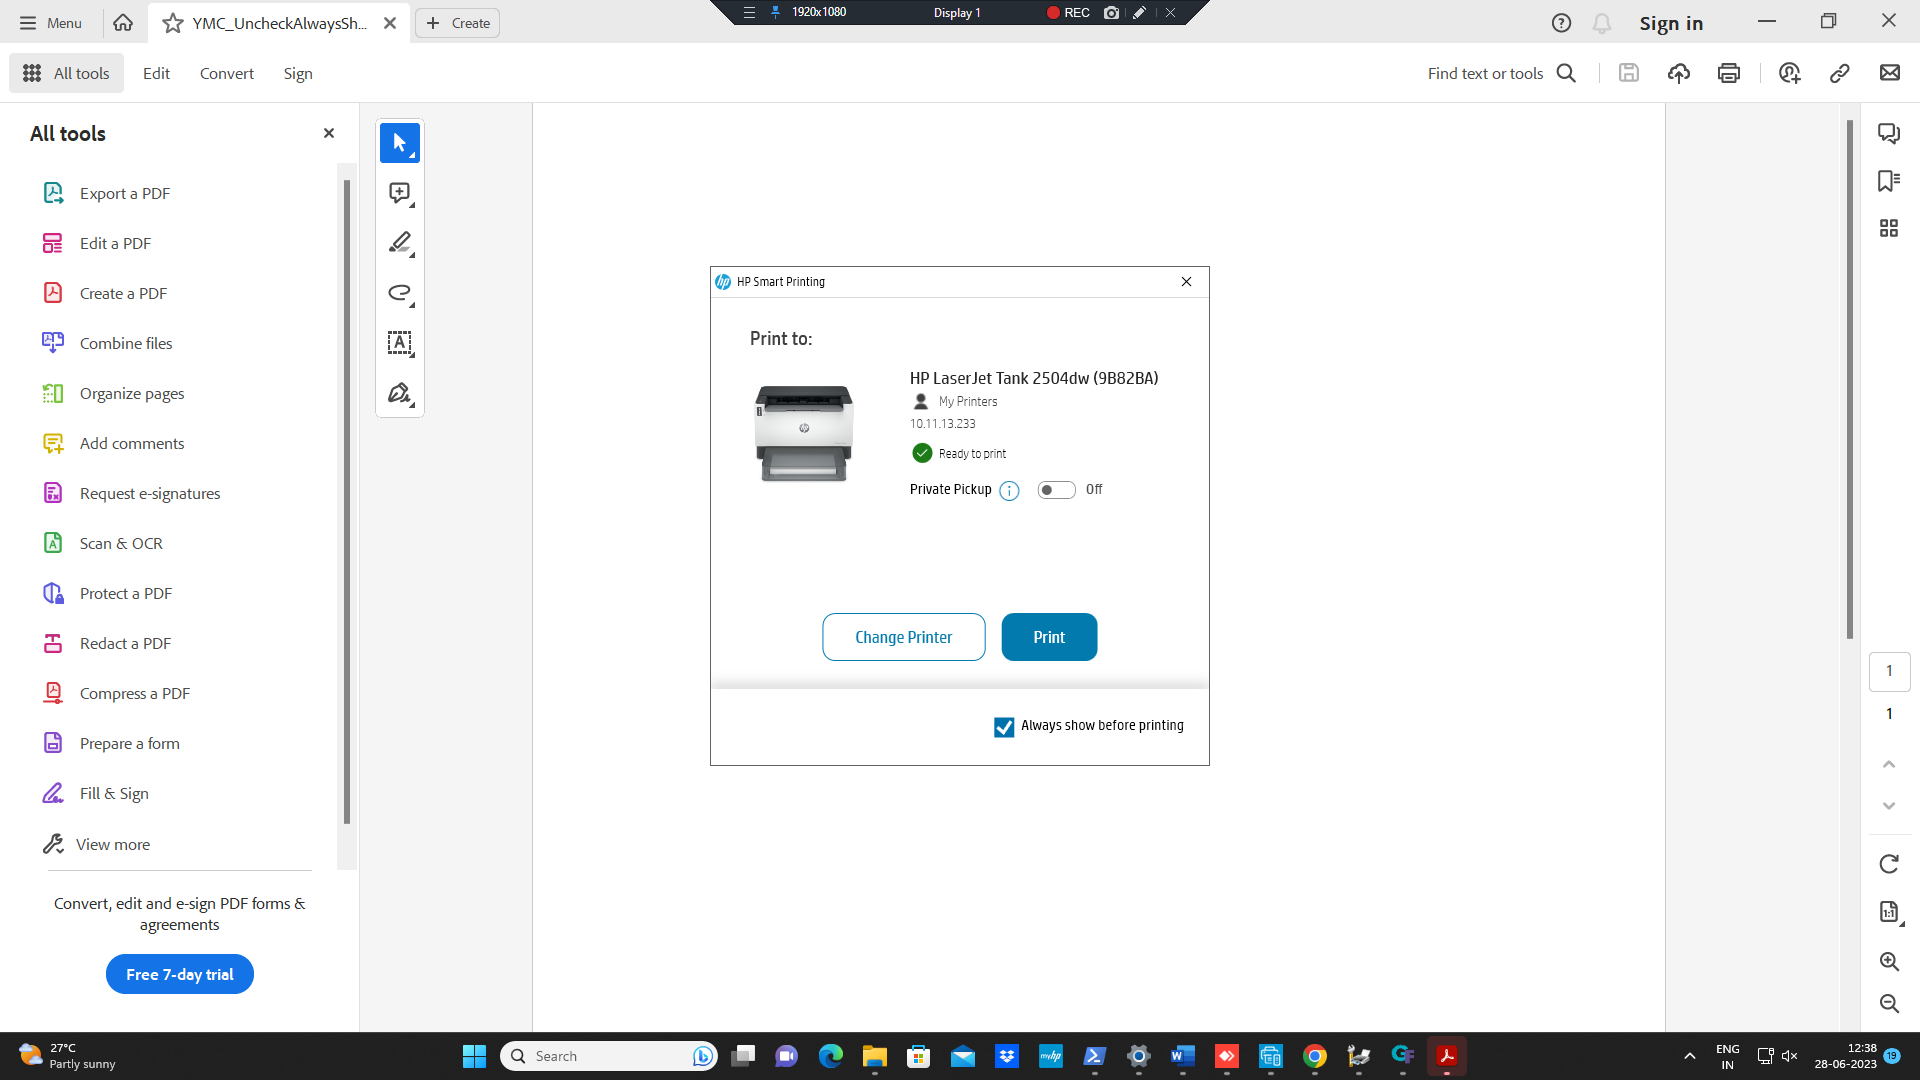 1920x1080
Display 1
REC
Menu
YMC_UncheckAlwaysSh...
Create
Sign in
All tools
Edit
Convert
Sign
Find text or tools
All tools
Export a PDF
Edit a PDF
Create a PDF
Combine files
Organize pages
Add comments
Request e-signatures
Scan & OCR
Protect a PDF
Redact a PDF
Compress a PDF
Prepare a form
Fill & Sign
View more
Convert, edit and e-sign PDF forms &
agreements
Free 7-day trial
HP Smart Printing
Print to:
HP LaserJet Tank 2504dw (9B82BA)
My Printers
10.11.13.233
Ready to print
Private Pickup
Off
Change Printer
Print
Always show before printing
1
1
27°C
Partly sunny
Search
myhp
ENG
IN
12:38
28-06-2023
19